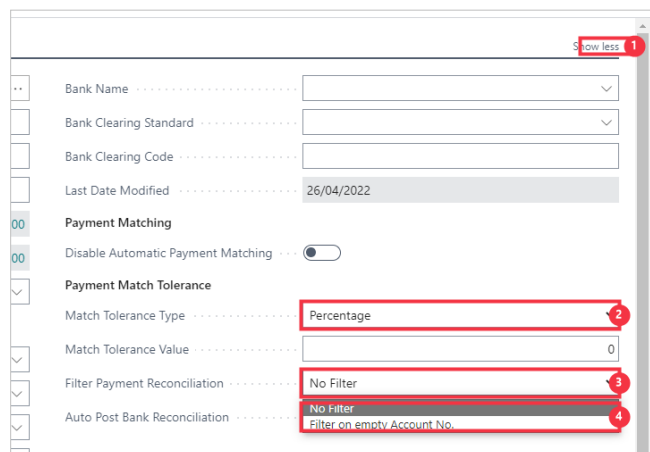 Show less 1
Bank Name
Bank Clearing Standard
Bank Clearing Code
Last Date Modified 26/04/2022
00 Payment Matching
00 Disable Automatic Payment Matching
Payment Match Tolerance
Match Tolerance Type Percentage 2
Match Tolerance Value 0
Filter Payment Reconciliation No Filter 3
No Filter
Auto Post Bank Reconciliation 4
Filter on empty Account No.